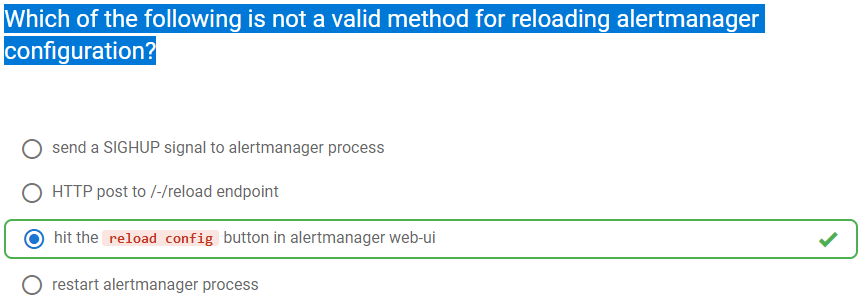 Which of the following is not a valid method for reloading alertmanager
configuration?
send a SIGHUP signal to alertmanager process
HTTP post to /-/reload endpoint
hit the reload config button in alertmanager web-ui
restart alertmanager process